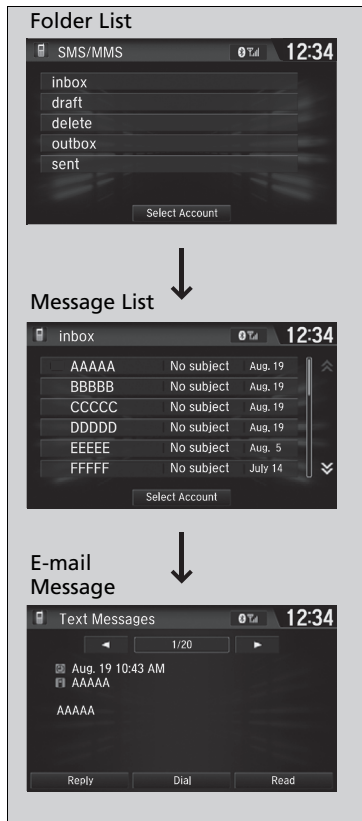 Folder List
SMS/MMS 12:34
inbox
draft
delete
outbox
sent
Select Account
Message List
inbox 12:34
AAAAA No subject Aug. 19
BBBBB No subject Aug. 19
CCCCC No subject Aug. 19
DDDDD No subject Aug. 19
EEEEE No subject Aug. 5
FFFFF No subject July 14
Select Account
E-mail
Message
Text Messages 12:34
1/20
Aug. 19 10:43 AM
AAAAA
AAAAA
Reply Dial Read